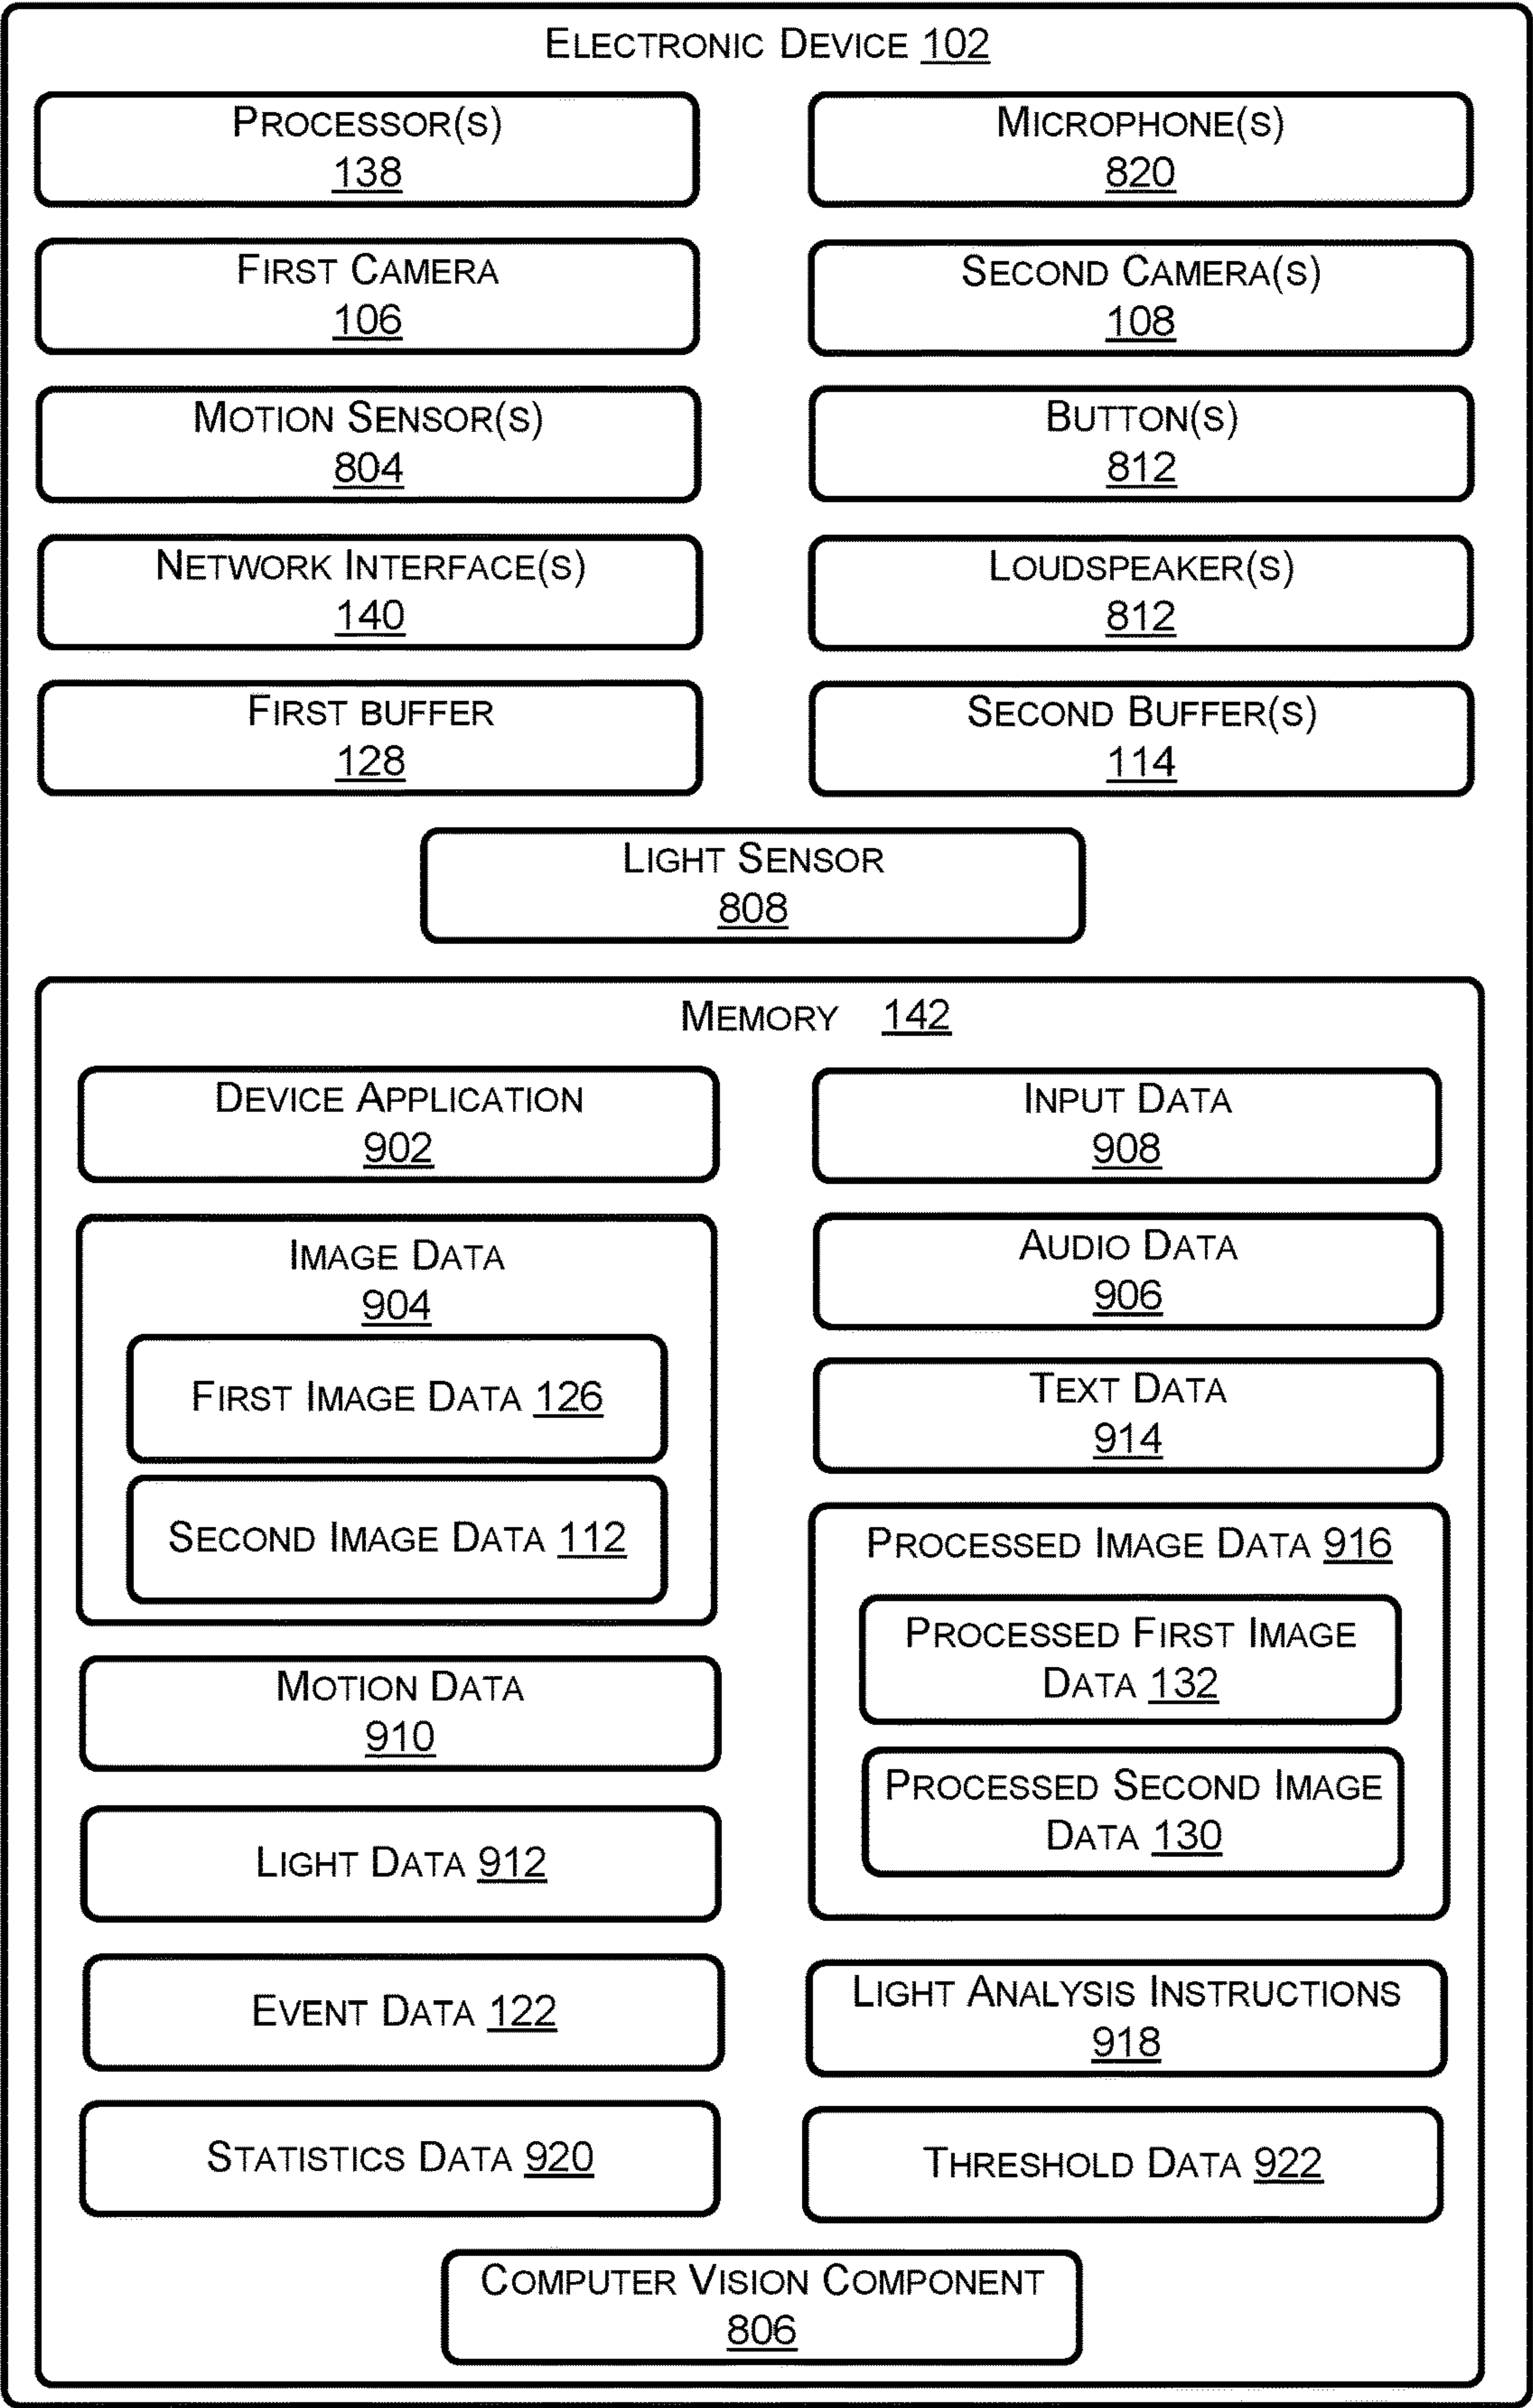 ELECTRONIC DEVICE 102
PROCESSOR(S)
138
MICROPHONE(S)
820
FIRST CAMERA
106
SECOND CAMERA(S)
108
MOTION SENSOR(S)
804
BUTTON(S)
812
NETWORK INTERFACE(S)
140
LOUDSPEAKER(S)
812
FIRST BUFFER
128
SECOND BUFFER(S)
114
LIGHT SENSOR
808
MEMORY 142
DEVICE APPLICATION
902
INPUT DATA
908
IMAGE DATA
904
FIRST IMAGE DATA 126
SECOND IMAGE DATA 112
AUDIO DATA
906
TEXT DATA
914
PROCESSED IMAGE DATA 916
PROCESSED FIRST IMAGE
DATA 132
PROCESSED SECOND IMAGE
DATA 130
MOTION DATA
910
LIGHT DATA 912
EVENT DATA 122
LIGHT ANALYSIS INSTRUCTIONS
918
STATISTICS DATA 920
THRESHOLD DATA 922
COMPUTER VISION COMPONENT
806